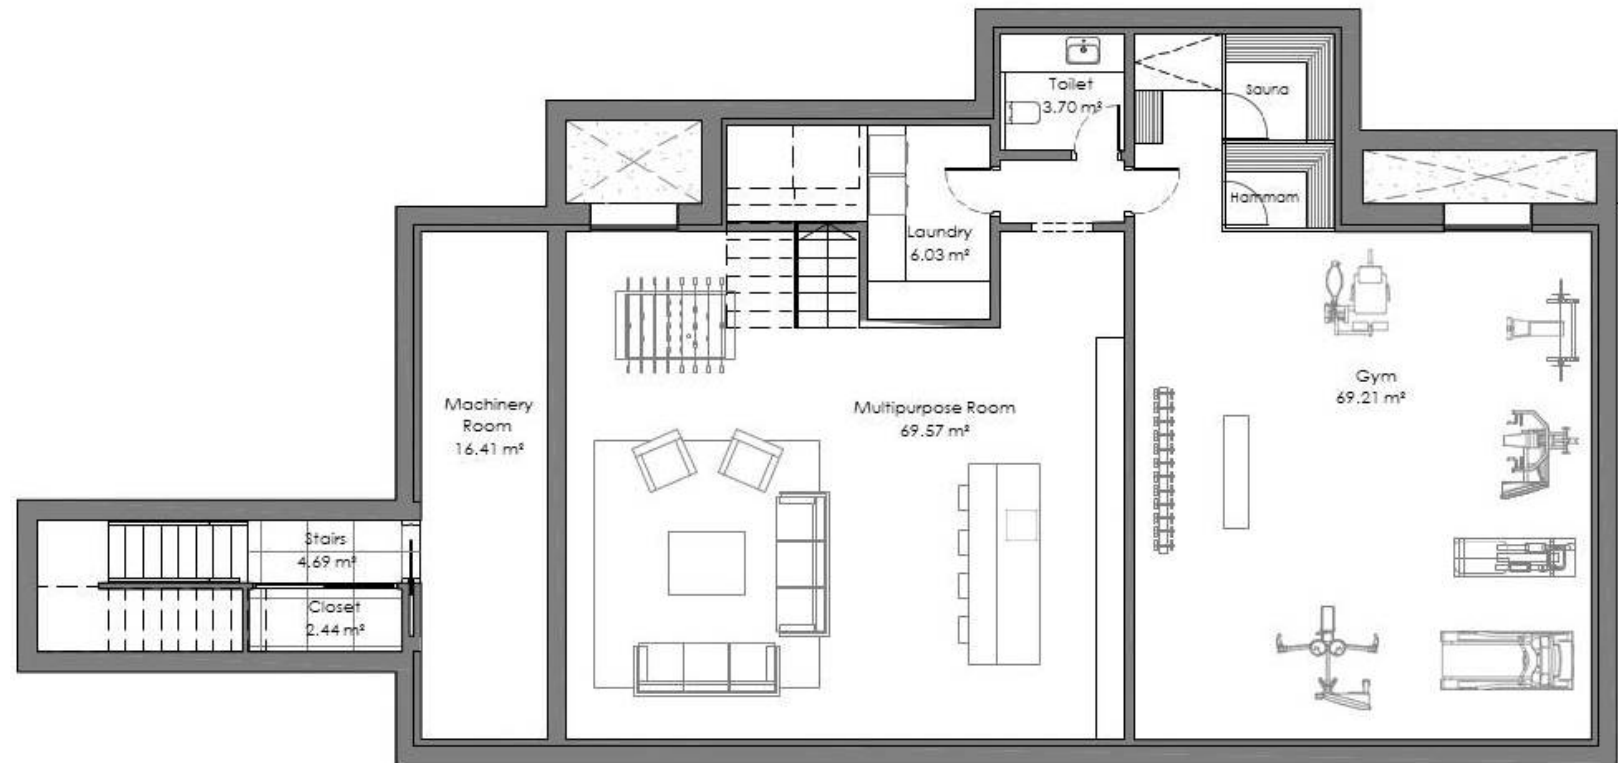 Toilet
3.70 m²
Sauna
Hammam
Laundry
6.03 m²
Gym
69.21 m²
Machinery
Room
16.41 m²
Multipurpose Room
69.57 m²
Stairs
4.69 m²
Closet
2.44 m²